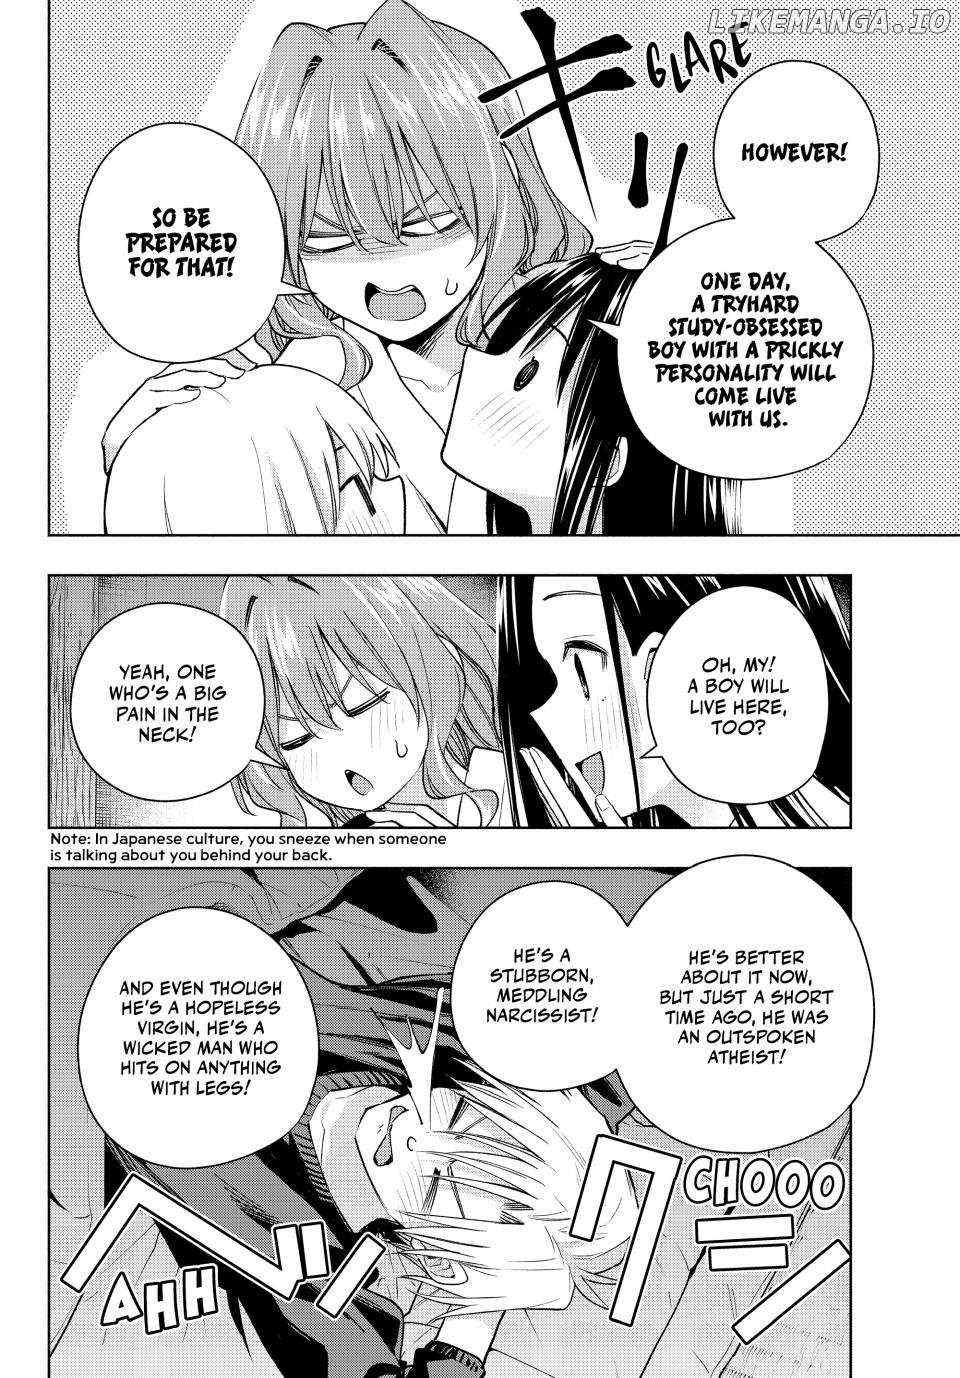 LIKEMANGA.IO
HOWEVER!
GLARE
ギンッ
ONE DAY,
A TRYHARD
STUDY-OBSESSED
BOY WITH A PRICKLY
PERSONALITY WILL
COME LIVE
WITH US.
SO BE
PREPARED
FOR THAT!
OH, MY!
A BOY WILL
LIVE HERE,
TOO?
YEAH, ONE
WHO'S A BIG
PAIN IN THE
NECK!
Note: In Japanese culture, you sneeze when someone
is talking about you behind your back.
HE'S BETTER
ABOUT IT NOW,
BUT JUST A SHORT
TIME AGO, HE WAS
AN OUTSPOKEN
ATHEIST!
HE'S A
STUBBORN,
MEDDLING
NARCISSIST!
AND EVEN THOUGH
HE'S A HOPELESS
VIRGIN, HE'S A
WICKED MAN WHO
HITS ON ANYTHING
WITH LEGS!
AHH
CHOOO